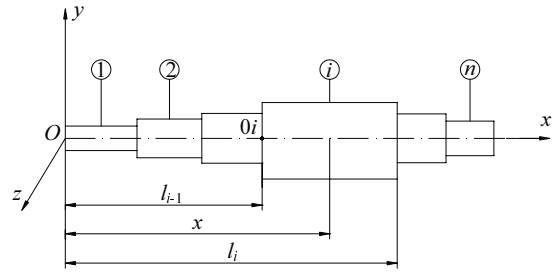 y
① ② i n
O 0i x
z
l_{i-1}
x
l_i